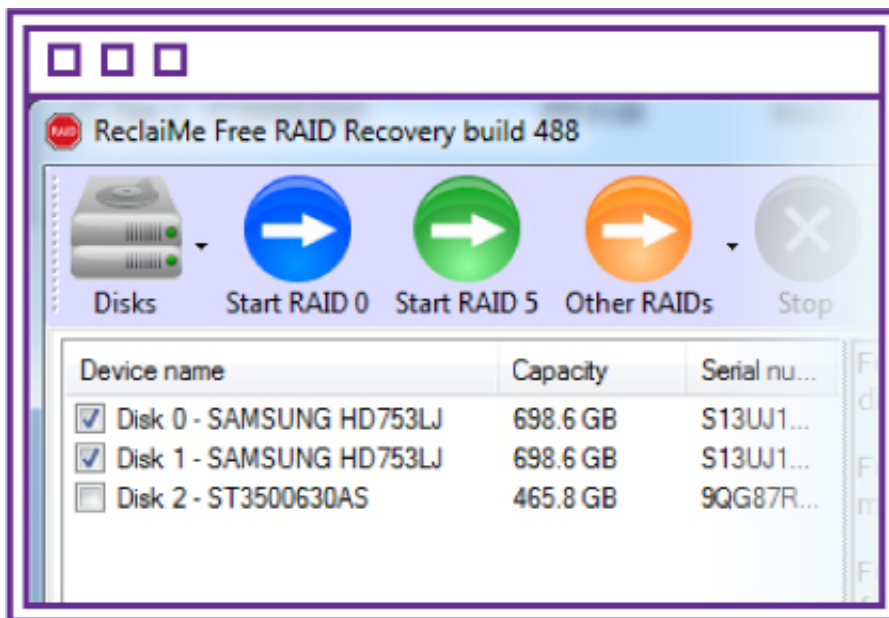 RAID ReclaiMe Free RAID Recovery build 488
Disks Start RAID 0 Start RAID 5 Other RAIDs Stop
Device name Capacity Serial nu...
Disk 0 - SAMSUNG HD753LJ 698.6 GB S13UJ1...
Disk 1 - SAMSUNG HD753LJ 698.6 GB S13UJ1...
Disk 2 - ST3500630AS 465.8 GB 9QG87R...